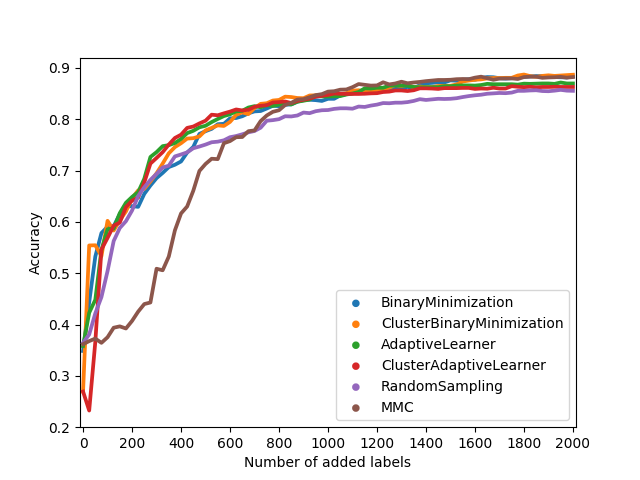 0.9
0.8
0.7
0.6
0.5
0.4
0.3
0.2
Accuracy
BinaryMinimization
ClusterBinaryMinimization
AdaptiveLearner
ClusterAdaptiveLearner
RandomSampling
MMC
0 200 400 600 800 1000 1200 1400 1600 1800 2000
Number of added labels